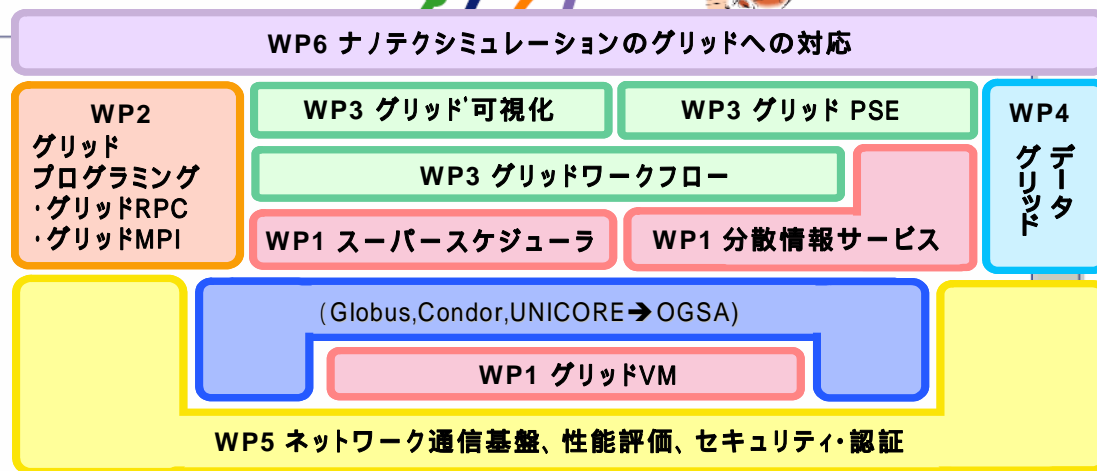 WP6 ナノテクシミュレーションのグリッドへの対応
WP2
グリッド
プログラミング
・グリッドRPC
・グリッドMPI
WP3 グリッド可視化
WP3 グリッド PSE
WP4
データ
グリッド
WP3 グリッドワークフロー
WP1 スーパースケジューラ
WP1 分散情報サービス
(Globus,Condor,UNICORE➔OGSA)
WP1 グリッドVM
WP5 ネットワーク通信基盤、性能評価、セキュリティ・認証